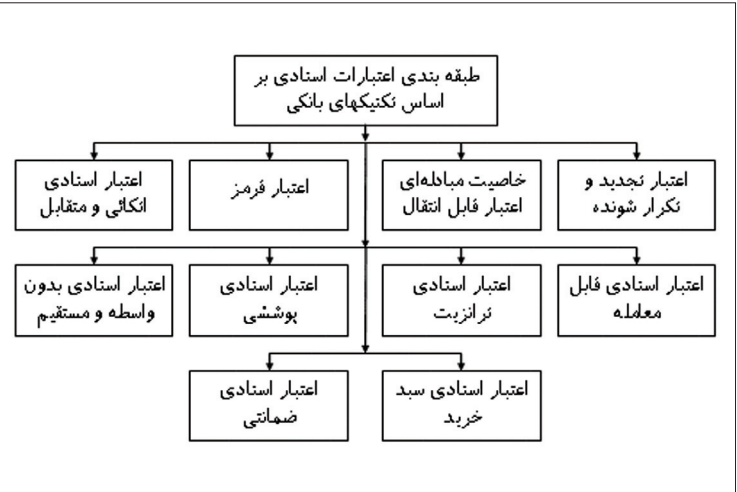 طبقه بندی اعتبارات اسنادی بر
اساس تکنیکهای بانکی
اعتبار تجدید و
تکرار شونده
خاصیت مبادله‌ای
اعتبار قابل انتقال
اعتبار قرمز
اعتبار اسنادی
اتکائی و متقابل
اعتبار اسنادی قابل
معامله
اعتبار اسنادی
ترانزیت
اعتبار اسنادی
پوششی
اعتبار اسنادی بدون
واسطه و مستقیم
اعتبار اسنادی سبد
خرید
اعتبار اسنادی
ضمانتی